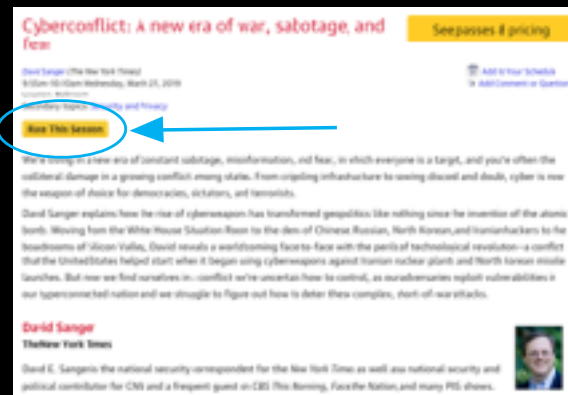 Cyberconflict: A new era of war, sabotage, and
fear
See passes & pricing
David Sanger (The New York Times)
Wednesday, March 27, 2019
Add to Your Schedule
Add Comment or Question
Secondary topics: Security and Privacy
Rate This Session
We're living in a new era of constant sabotage, misinformation, and fear, in which everyone is a target, and you're often the
collateral damage in a growing conflict among states. From crippling infrastructure to sowing discord and doubt, cyber is now
the weapon of choice for democracies, dictators, and terrorists.
David Sanger explains how the rise of cyberweapons has transformed geopolitics like nothing since the invention of the atomic
bomb. Moving from the White House Situation Room to the dens of Chinese, Russian, North Korean, and Iranian hackers to the
boardrooms of Silicon Valley, David reveals a world coming face-to-face with the perils of technological revolution—a conflict
that the United States helped start when it began using cyberweapons against Iranian nuclear plants and North Korean missile
launches. But now we find ourselves in a conflict we're uncertain how to control, as our adversaries exploit vulnerabilities in
our hyperconnected nation and we struggle to figure out how to deter these complex, short-of-war attacks.
David Sanger
The New York Times
David E. Sanger is the national security correspondent for the New York Times as well as a national security and
political contributor for CNN and a frequent guest on CBS This Morning, Face the Nation, and many PBS shows.